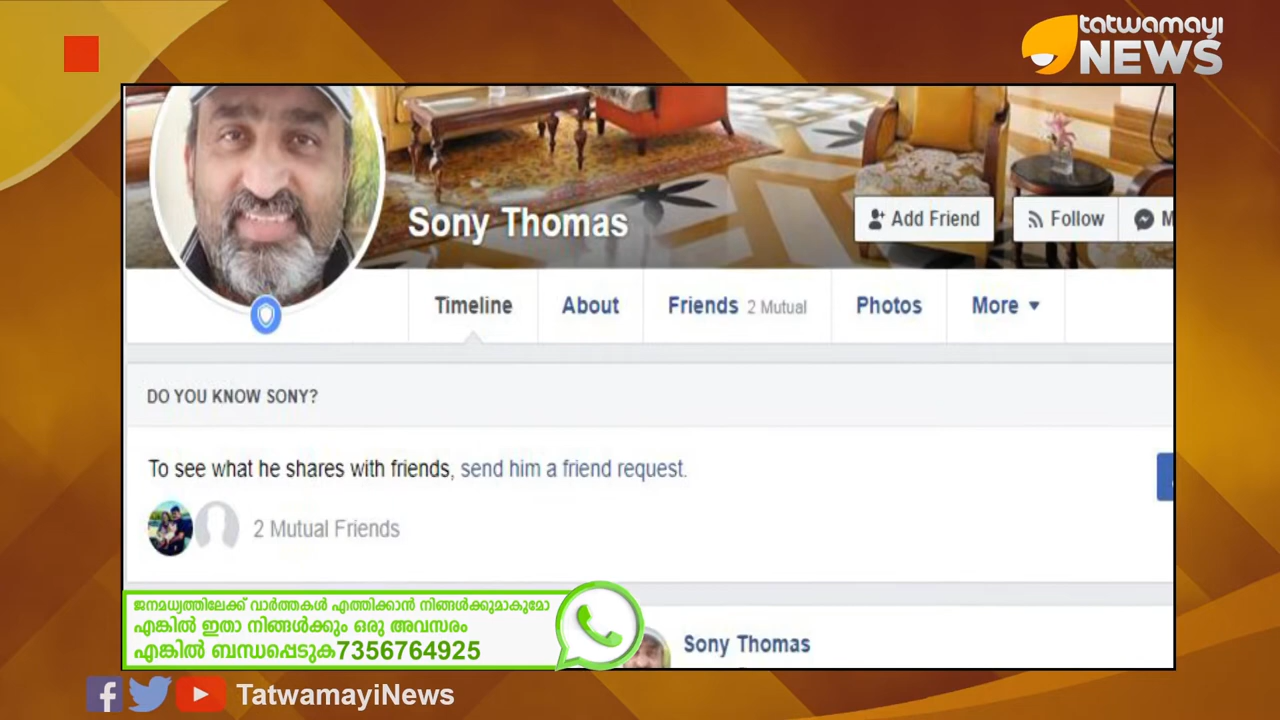 tatwamayi
NEWS
Sony Thomas
Add Friend
Follow
M
Timeline
About
Friends 2 Mutual
Photos
More
DO YOU KNOW SONY?
To see what he shares with friends, send him a friend request.
2 Mutual Friends
ജനമധ്യത്തിലേക്ക് വാർത്തകൾ എത്തിക്കാൻ നിങ്ങൾക്കുമാകുമോ
എങ്കിൽ ഇതാ നിങ്ങൾക്കും ഒരു അവസരം
എങ്കിൽ ബന്ധപ്പെടുക7356764925
Sony Thomas
TatwamayiNews